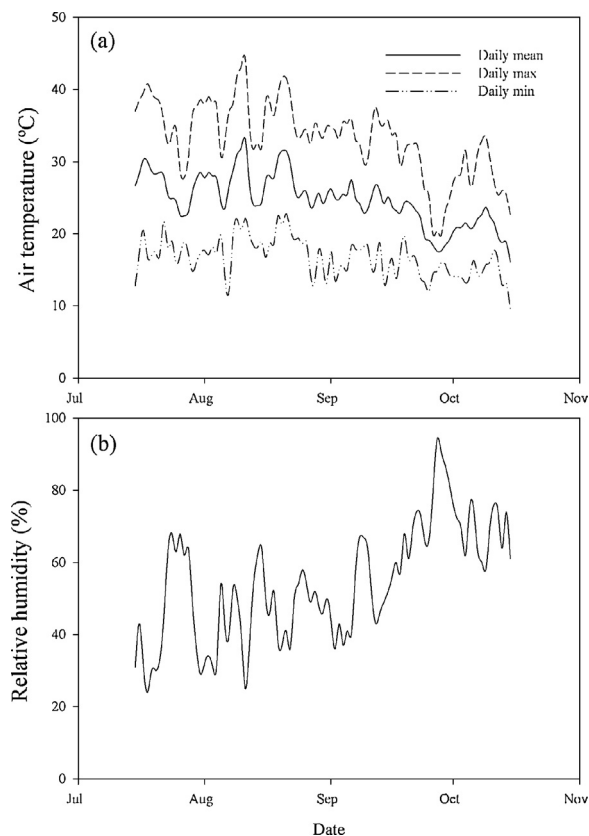 50
(a)
Daily mean
Daily max
Daily min
40
30
20
10
0
Air temperature (ºC)
Jul Aug Sep Oct Nov
100
(b)
80
60
40
20
0
Relative humidity (%)
Jul Aug Sep Oct Nov
Date